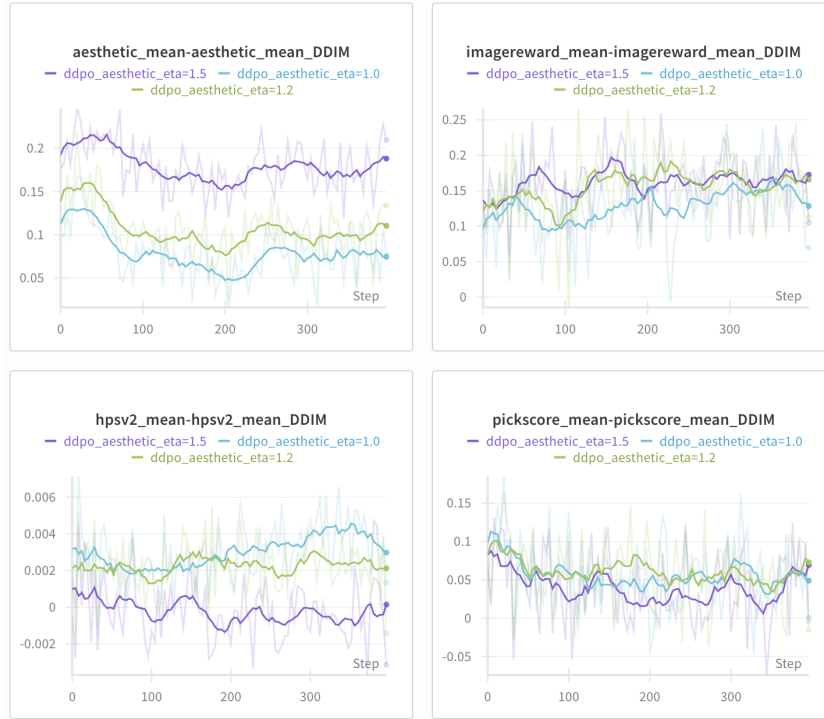 aesthetic_mean-aesthetic_mean_DDIM
ddpo_aesthetic_eta=1.5 ddpo_aesthetic_eta=1.0
ddpo_aesthetic_eta=1.2
0.2
0.15
0.1
0.05
Step
0 100 200 300
imagereward_mean-imagereward_mean_DDIM
ddpo_aesthetic_eta=1.5 ddpo_aesthetic_eta=1.0
ddpo_aesthetic_eta=1.2
0.25
0.2
0.15
0.1
0.05
0
Step
0 100 200 300
hpsv2_mean-hpsv2_mean_DDIM
ddpo_aesthetic_eta=1.5 ddpo_aesthetic_eta=1.0
ddpo_aesthetic_eta=1.2
0.006
0.004
0.002
0
-0.002
Step
0 100 200 300
pickscore_mean-pickscore_mean_DDIM
ddpo_aesthetic_eta=1.5 ddpo_aesthetic_eta=1.0
ddpo_aesthetic_eta=1.2
0.15
0.1
0.05
0
-0.05
Step
0 100 200 300